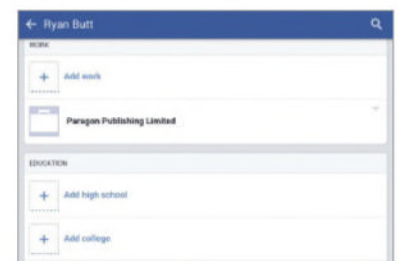 ← Ryan Butt
WORK
+ Add work
Paragon Publishing Limited
EDUCATION
+ Add high school
+ Add college